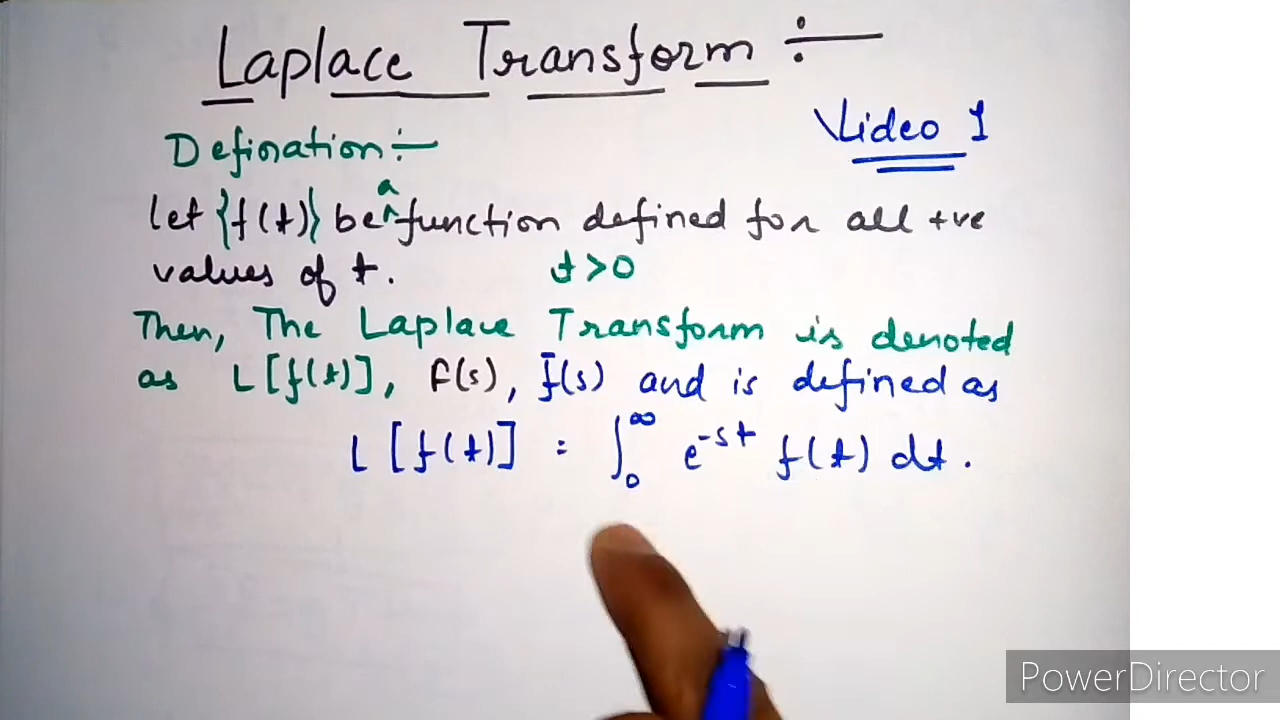 Laplace Transform :-
Video 1
Defination :-
let {f(t)} be a function defined for all +ve
values of t. t>0
Then, The Laplace Transform is denoted
as L[f(t)], F(s), f̄(s) and is defined as
L [f(t)] = ∫₀^∞ e^-st f(t) dt.
PowerDirector